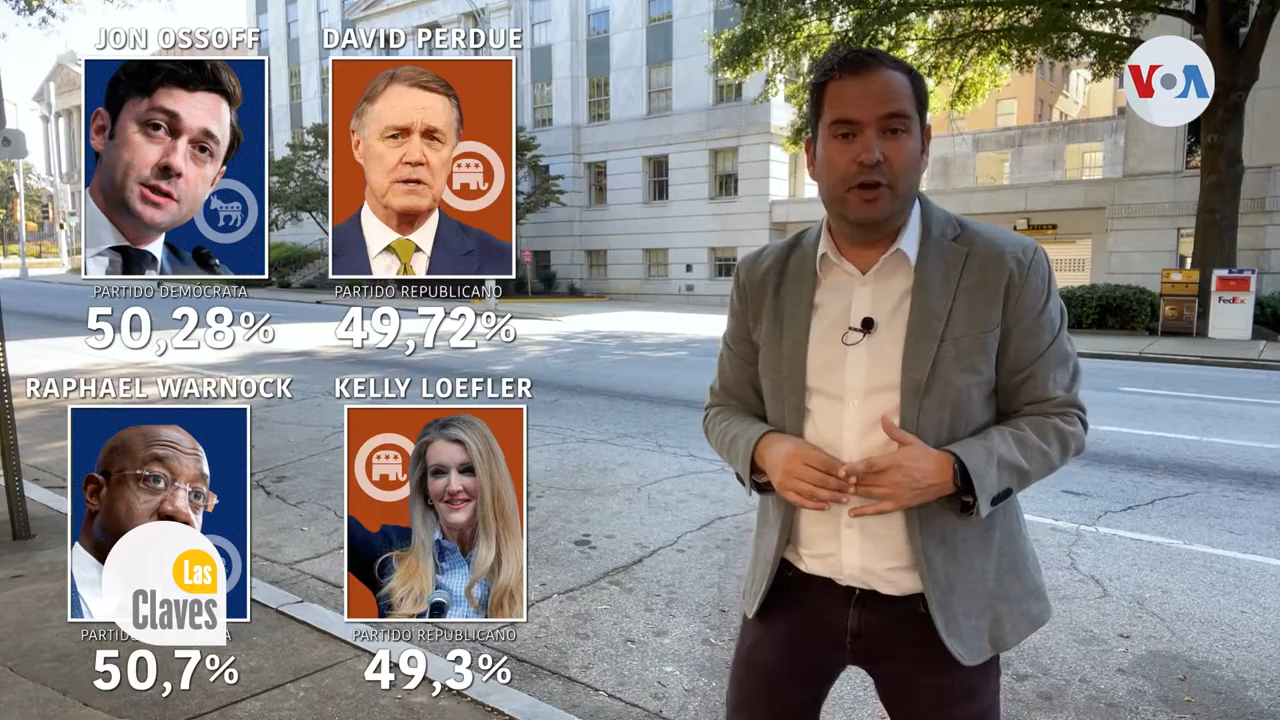 JON OSSOFF
DAVID PERDUE
VOA
PARTIDO DEMÓCRATA
PARTIDO REPUBLICANO
50,28%
49,72%
FedEx
RAPHAEL WARNOCK
KELLY LOEFLER
Las
Claves
PARTIDO REPUBLICANO
50,7%
49,3%